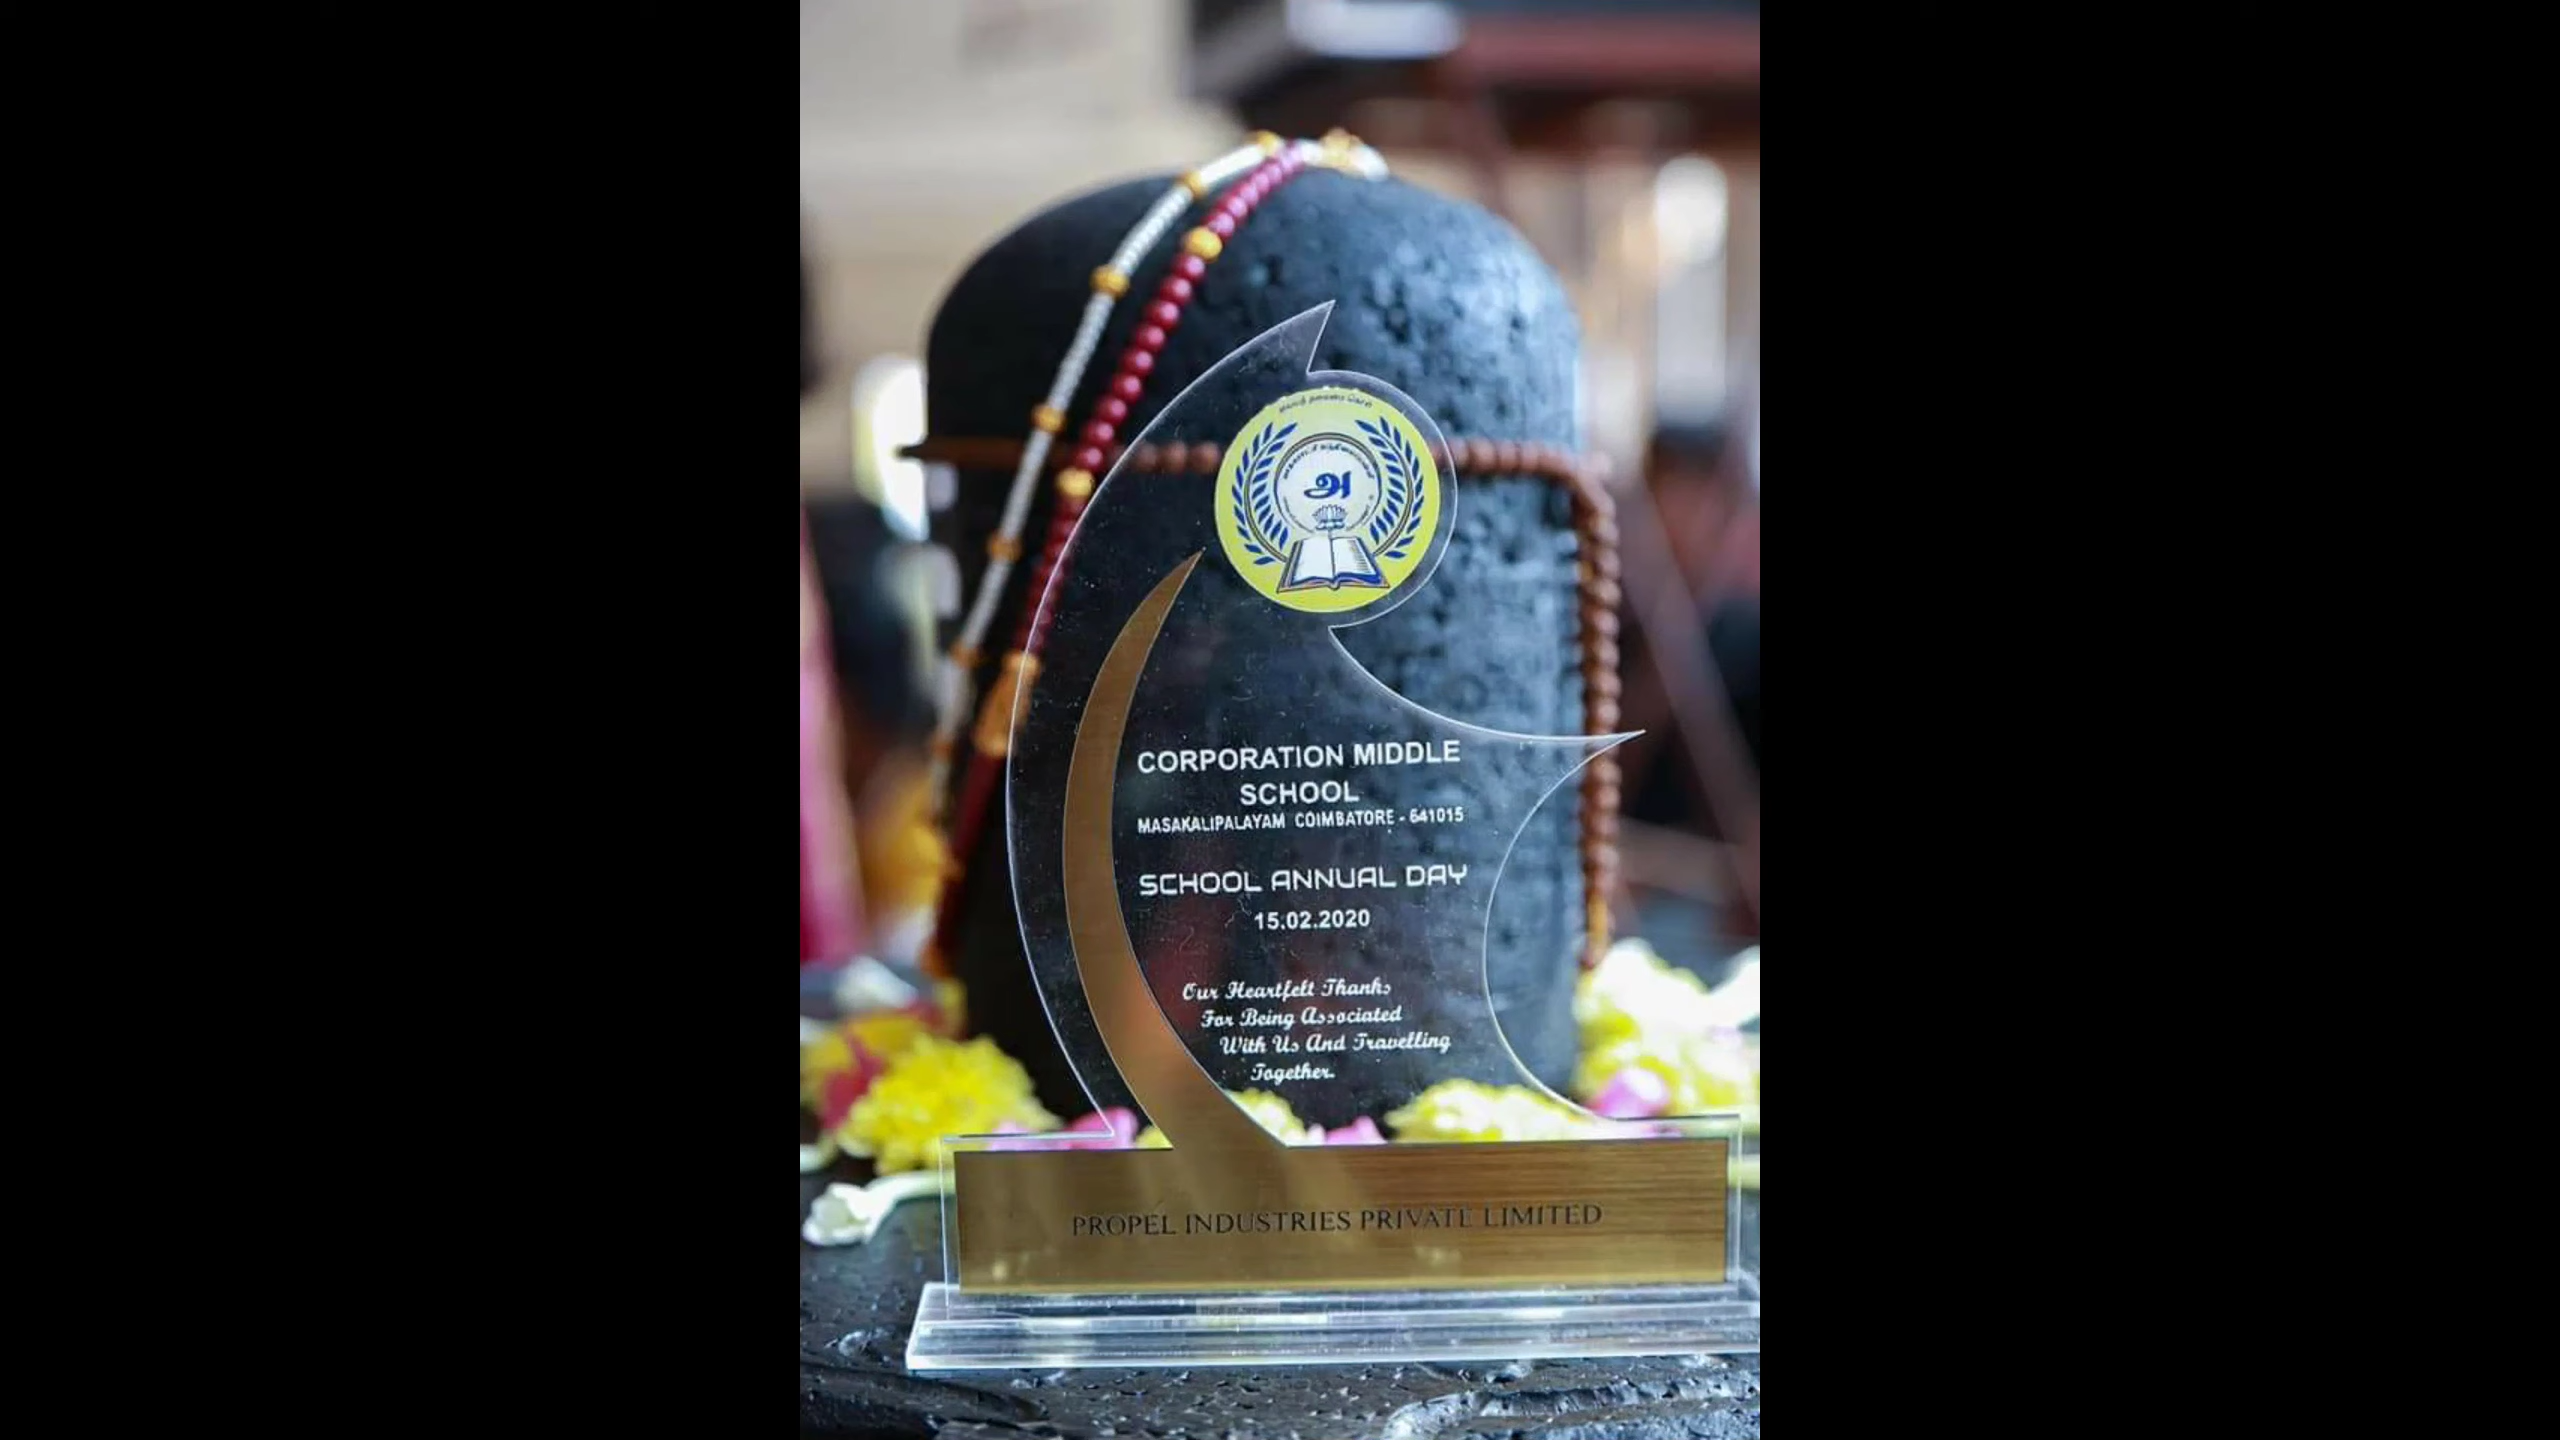 அ
CORPORATION MIDDLE
SCHOOL
MASAKALIPALAYAM COIMBATORE - 641015
SCHOOL ANNUAL DAY
15.02.2020
Our Heartfelt Thanks
For Being Associated
With Us And Travelling
Together.
PROPEL INDUSTRIES PRIVATE LIMITED